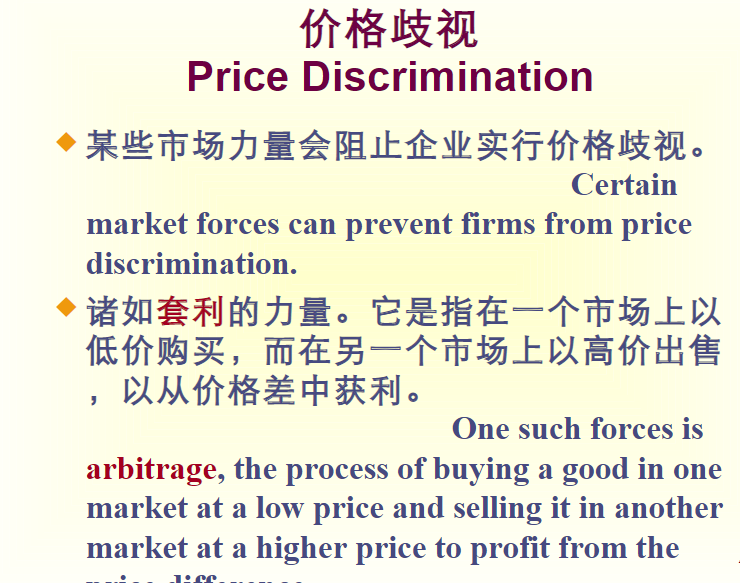 价格歧视
Price Discrimination
某些市场力量会阻止企业实行价格歧视。
Certain
market forces can prevent firms from price
discrimination.
诸如套利的力量。它是指在一个市场上以
低价购买，而在另一个市场上以高价出售
，以从价格差中获利。
One such forces is
arbitrage, the process of buying a good in one
market at a low price and selling it in another
market at a higher price to profit from the
price difference